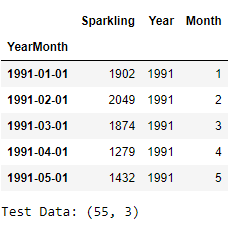 Sparkling Year Month
YearMonth
1991-01-01 1902 1991 1
1991-02-01 2049 1991 2
1991-03-01 1874 1991 3
1991-04-01 1279 1991 4
1991-05-01 1432 1991 5
Test Data: (55, 3)